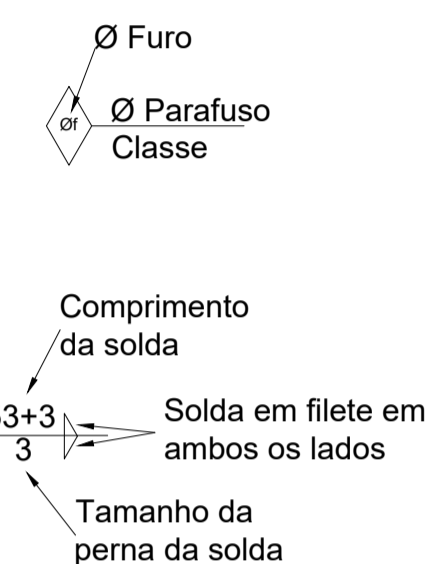 Ø Furo
Øf
Ø Parafuso
Classe
Comprimento
da solda
3+3
3
Solda em filete em
ambos os lados
Tamanho da
perna da solda